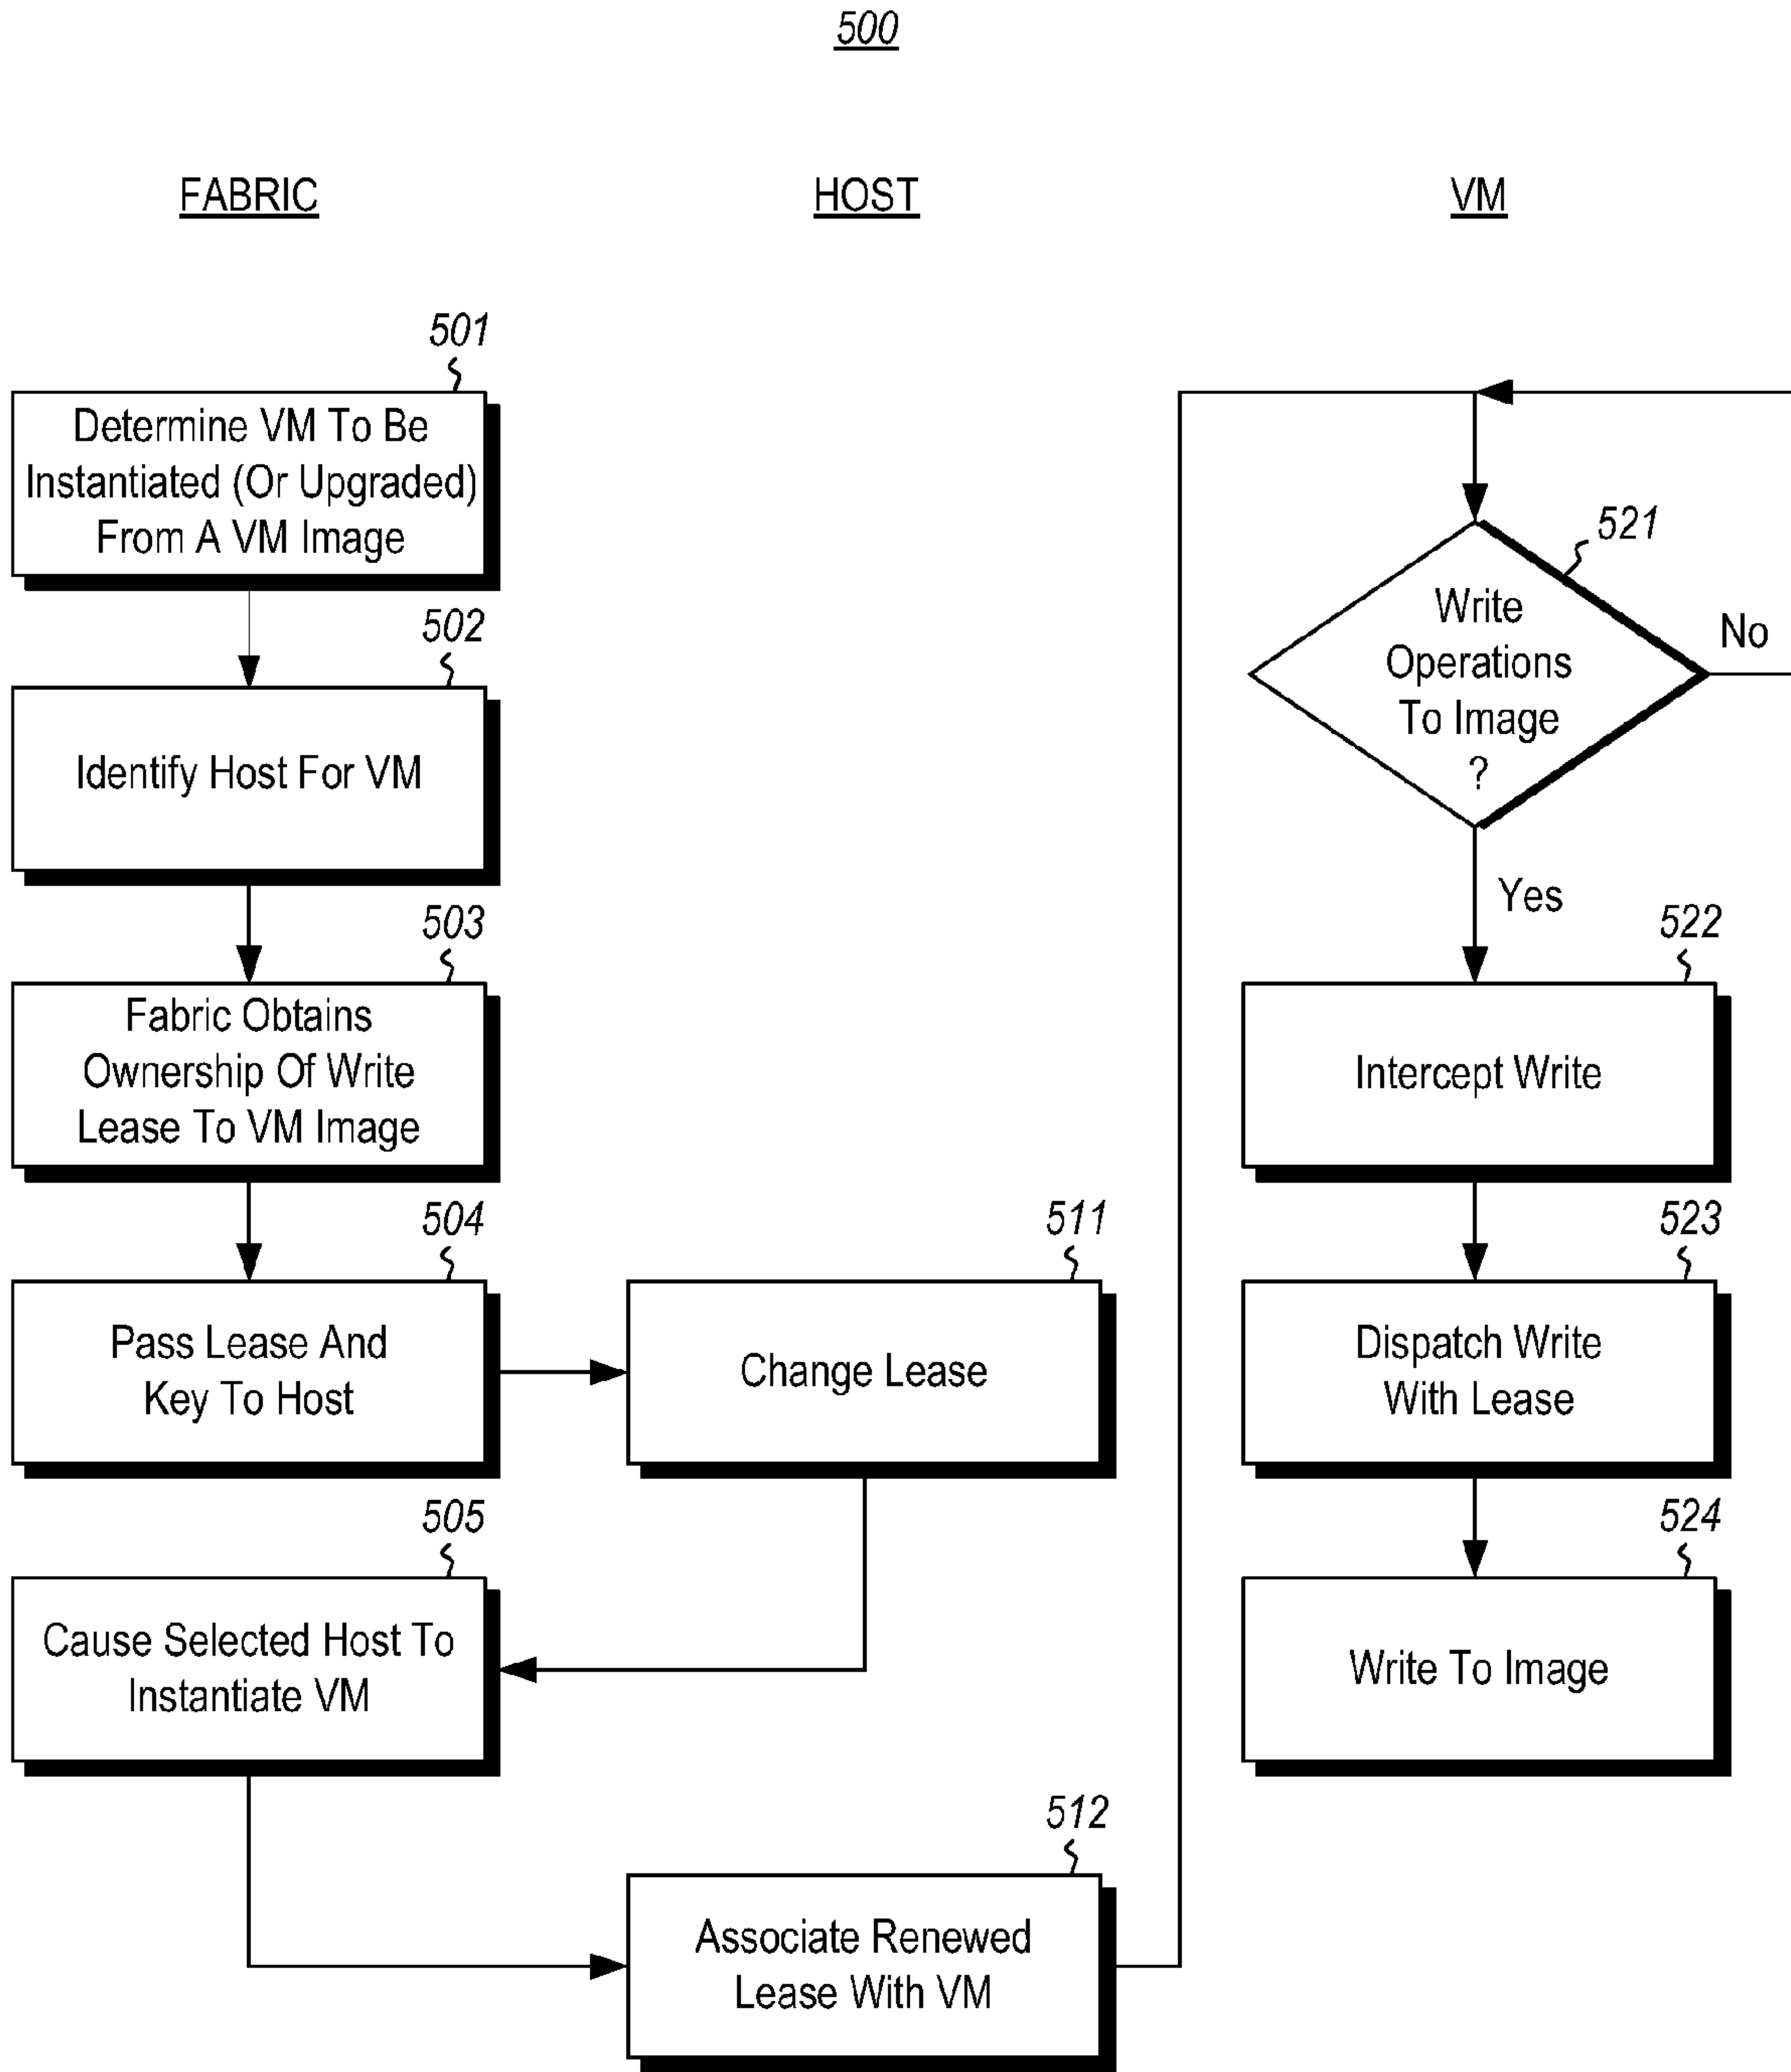 500
FABRIC
HOST
VM
501
Determine VM To Be
Instantiated (Or Upgraded)
From A VM Image
502
Identify Host For VM
503
Fabric Obtains
Ownership Of Write
Lease To VM Image
504
Pass Lease And
Key To Host
511
Change Lease
505
Cause Selected Host To
Instantiate VM
512
Associate Renewed
Lease With VM
521
Write
Operations
To Image
?
No
Yes
522
Intercept Write
523
Dispatch Write
With Lease
524
Write To Image